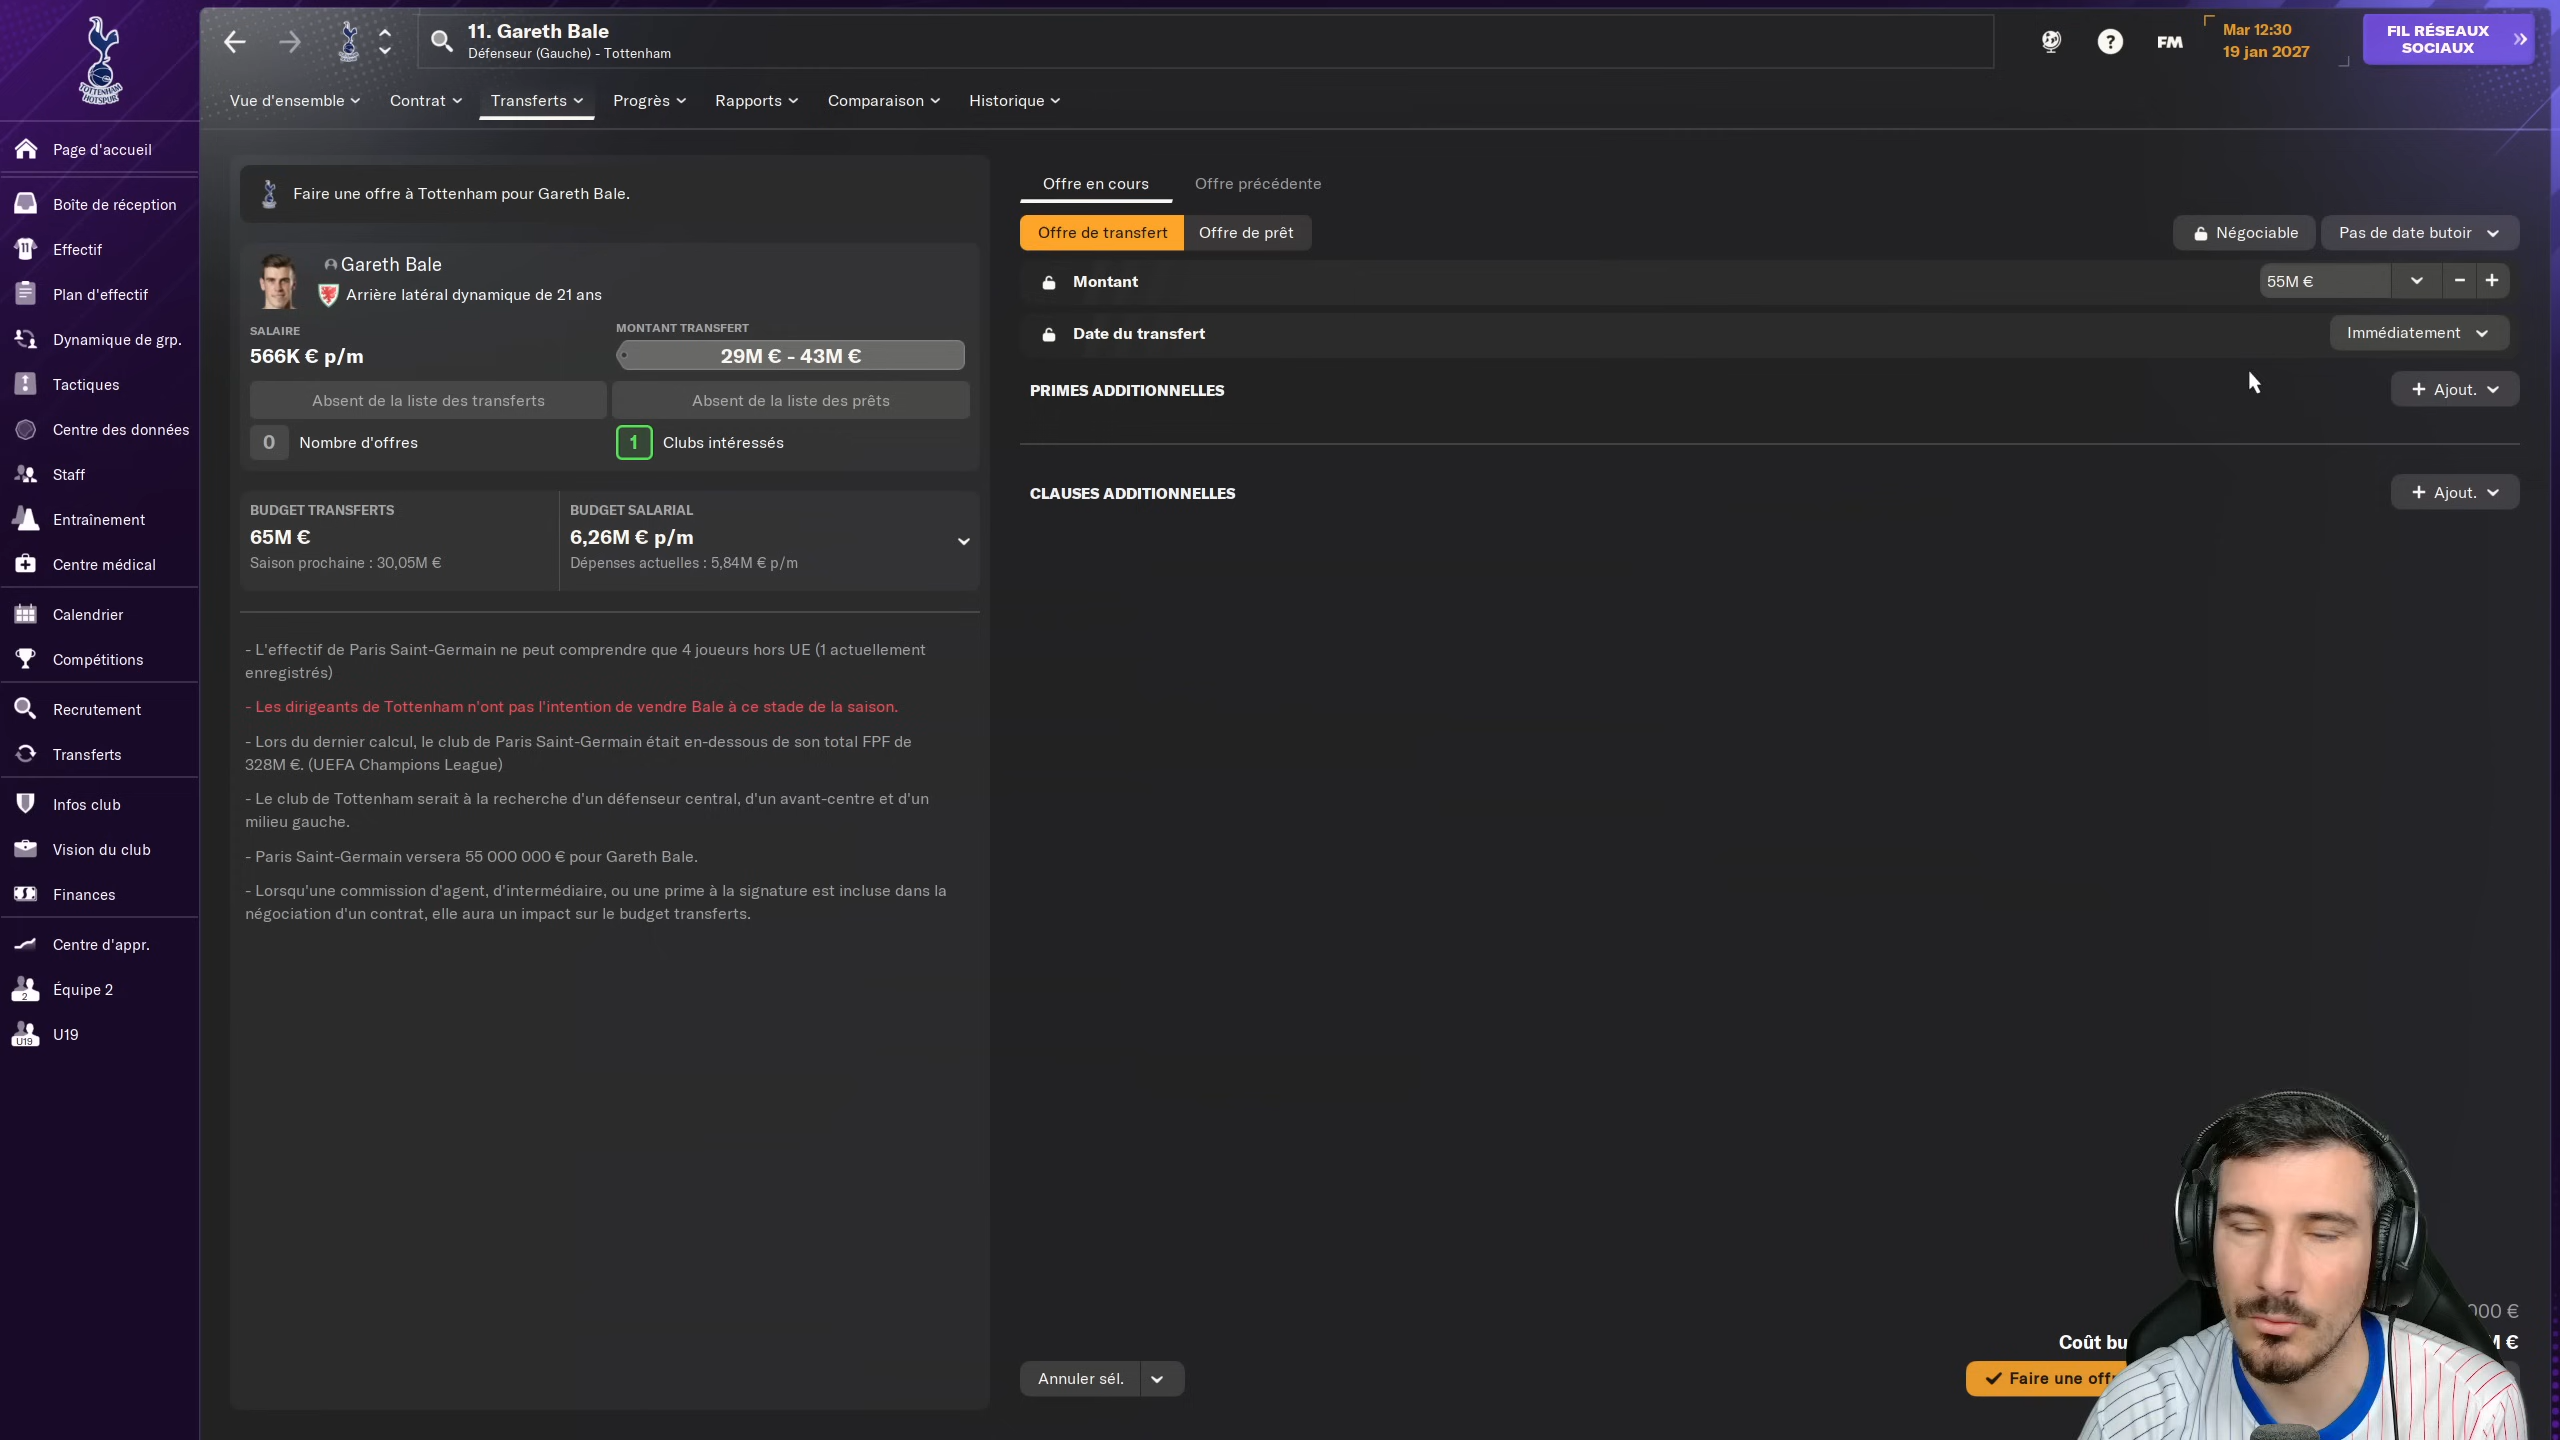 TOTTENHAM
HOTSPUR
11. Gareth Bale
Défenseur (Gauche) - Tottenham
FM
Mar 12:30
19 jan 2027
FIL RÉSEAUX
SOCIAUX
Vue d'ensemble
Contrat
Transferts
Progrès
Rapports
Comparaison
Historique
Page d'accueil
Boîte de réception
Effectif
Plan d'effectif
Dynamique de grp.
Tactiques
Centre des données
Staff
Entraînement
Centre médical
Calendrier
Compétitions
Recrutement
Transferts
Infos club
Vision du club
Finances
Centre d'appr.
2
Équipe 2
U19
U19
Faire une offre à Tottenham pour Gareth Bale.
Gareth Bale
Arrière latéral dynamique de 21 ans
SALAIRE
566K € p/m
MONTANT TRANSFERT
29M € - 43M €
Absent de la liste des transferts
Absent de la liste des prêts
0 Nombre d'offres
1 Clubs intéressés
BUDGET TRANSFERTS
65M €
Saison prochaine : 30,05M €
BUDGET SALARIAL
6,26M € p/m
Dépenses actuelles : 5,84M € p/m
- L'effectif de Paris Saint-Germain ne peut comprendre que 4 joueurs hors UE (1 actuellement
enregistrés)
- Les dirigeants de Tottenham n'ont pas l'intention de vendre Bale à ce stade de la saison.
- Lors du dernier calcul, le club de Paris Saint-Germain était en-dessous de son total FPF de
328M €. (UEFA Champions League)
- Le club de Tottenham serait à la recherche d'un défenseur central, d'un avant-centre et d'un
milieu gauche.
- Paris Saint-Germain versera 55 000 000 € pour Gareth Bale.
- Lorsqu'une commission d'agent, d'intermédiaire, ou une prime à la signature est incluse dans la
négociation d'un contrat, elle aura un impact sur le budget transferts.
Offre en cours
Offre précédente
Offre de transfert
Offre de prêt
Négociable
Pas de date butoir
Montant
55M €
Date du transfert
Immédiatement
PRIMES ADDITIONNELLES
+ Ajout.
CLAUSES ADDITIONNELLES
+ Ajout.
000 €
Coût bu
M €
Annuler sél.
Faire une offr